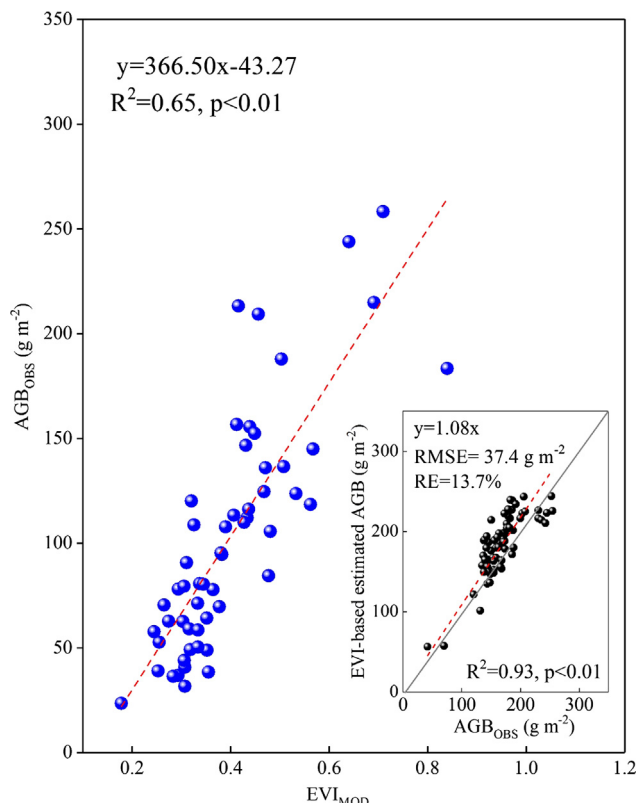 y=366.50x-43.27
R²=0.65, p<0.01
350
300
250
200
150
100
50
0
AGB_OBS (g m⁻²)
0.2 0.4 0.6 0.8 1.0 1.2
EVI_MOD
y=1.08x
RMSE= 37.4 g m⁻²
RE=13.7%
R²=0.93, p<0.01
300
200
100
0
EVI-based estimated AGB (g m⁻²)
0 100 200 300
AGB_OBS (g m⁻²)